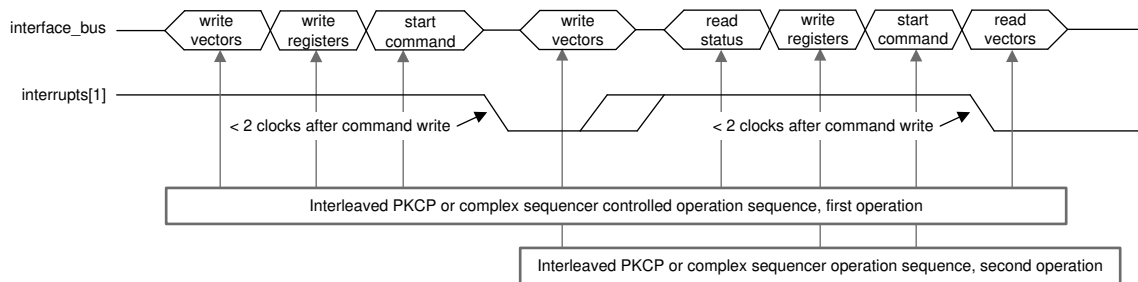 interface_bus
write
vectors
write
registers
start
command
write
vectors
read
status
write
registers
start
command
read
vectors
interrupts[1]
< 2 clocks after command write
< 2 clocks after command write
Interleaved PKCP or complex sequencer controlled operation sequence, first operation
Interleaved PKCP or complex sequencer operation sequence, second operation